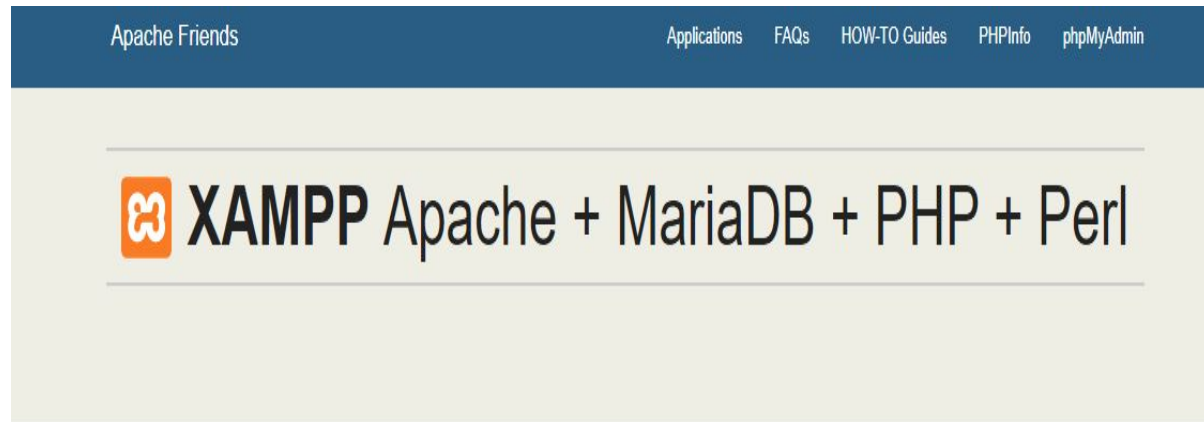 Apache Friends Applications FAQs HOW-TO Guides PHPInfo phpMyAdmin
XAMPP Apache + MariaDB + PHP + Perl